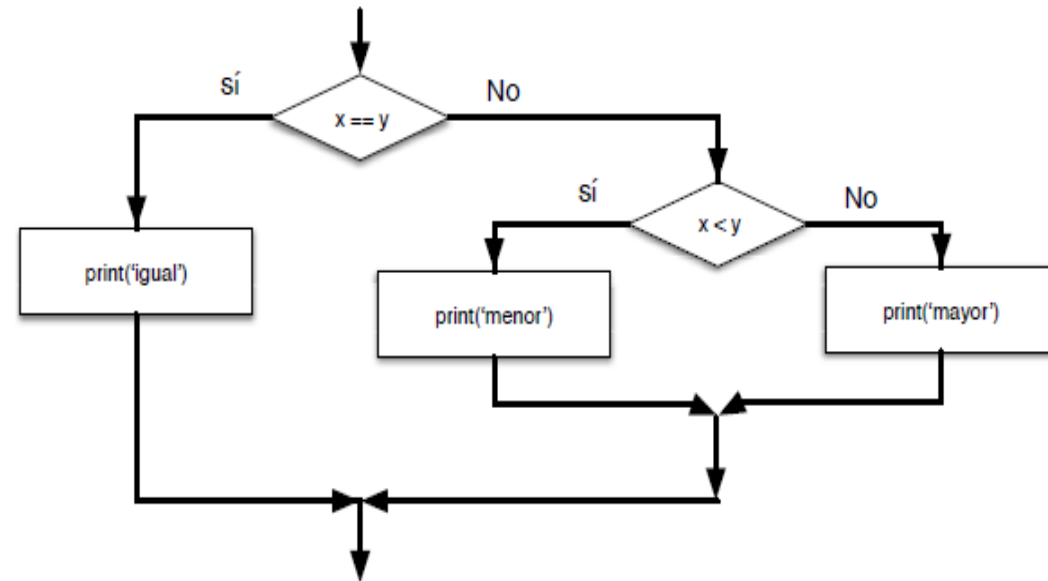 sí
No
x == y
sí
No
x < y
print(‘igual’)
print(‘menor’)
print(‘mayor’)